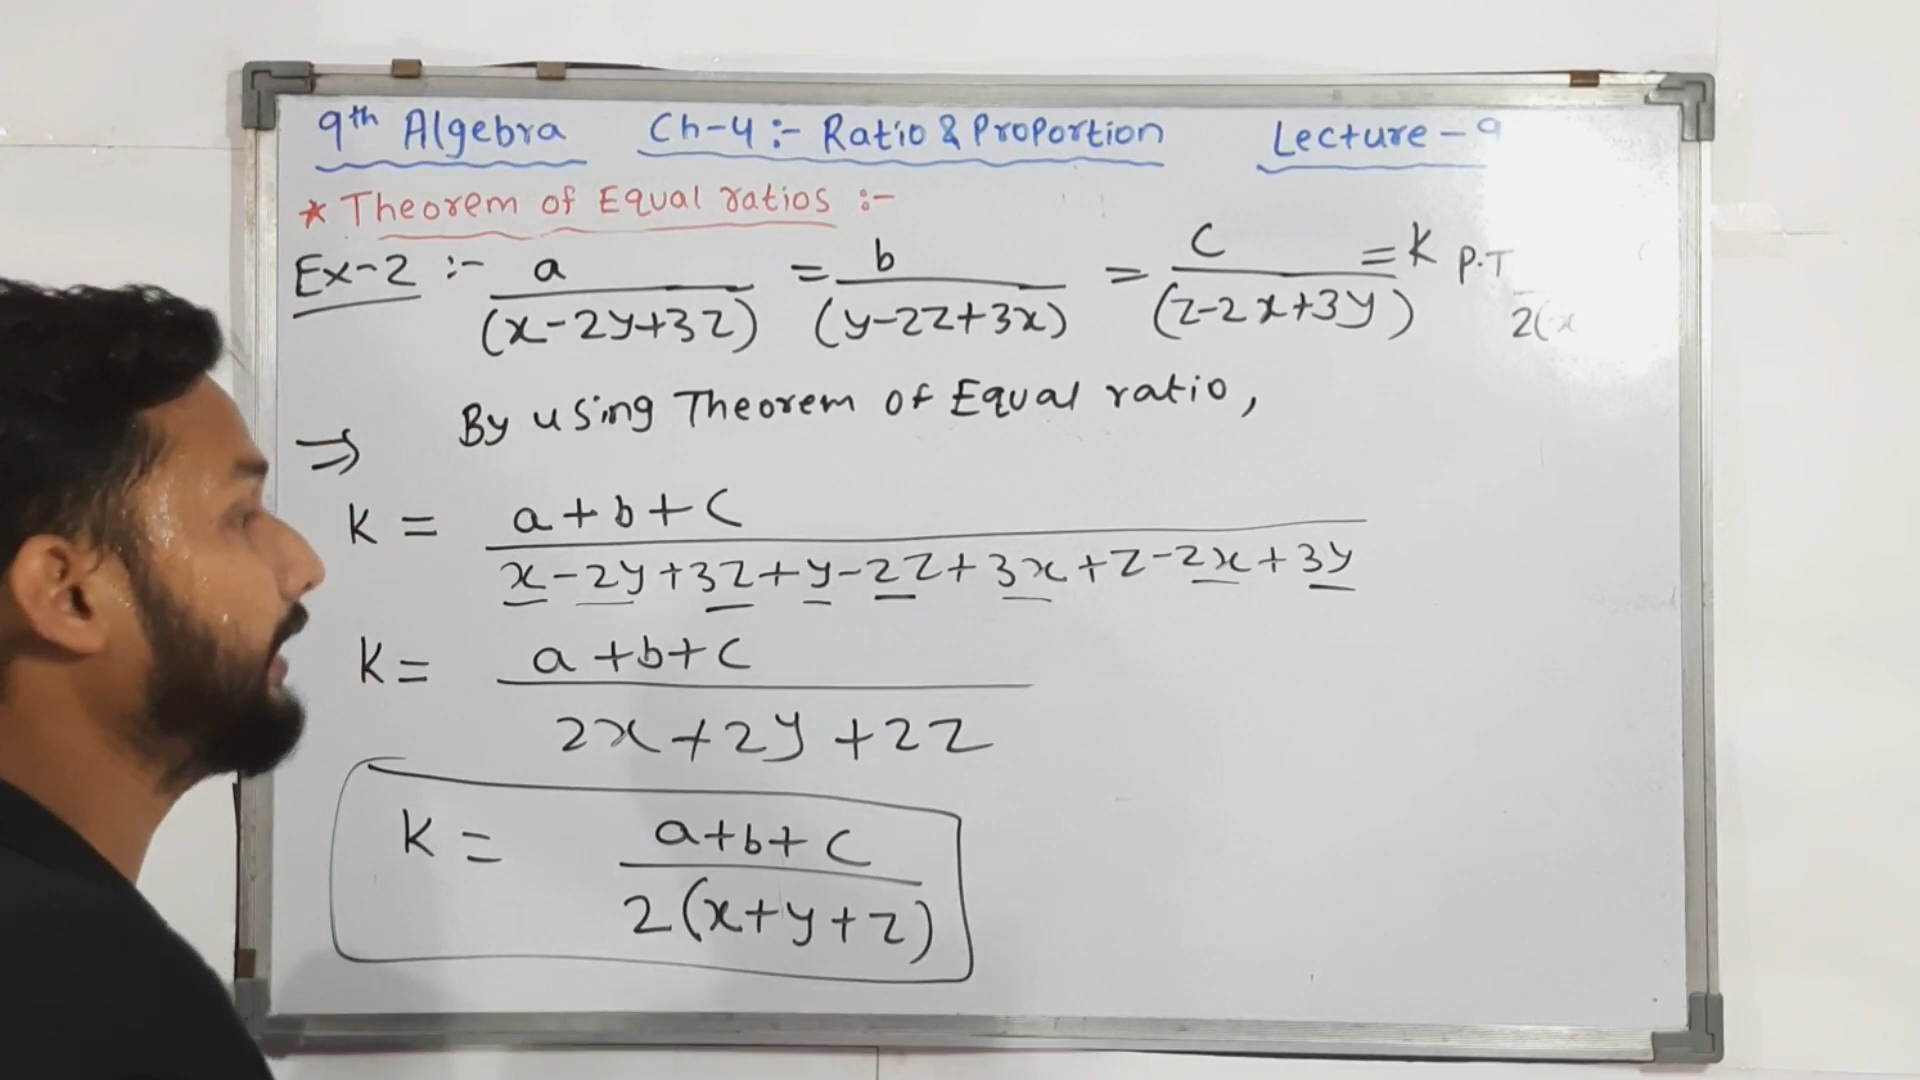 9th Algebra Ch-4:- Ratio & Proportion Lecture-9
* Theorem of Equal ratios :-
Ex-2 :- a/(x-2y+3z) = b/(y-2z+3x) = c/(z-2x+3y) = K P.T 2(x
⇒ By using Theorem of Equal ratio,
K = a+b+c
x-2y+3z+y-2z+3x+z-2x+3y
K = a+b+c
2x+2y+2z
K = a+b+c
2(x+y+z)